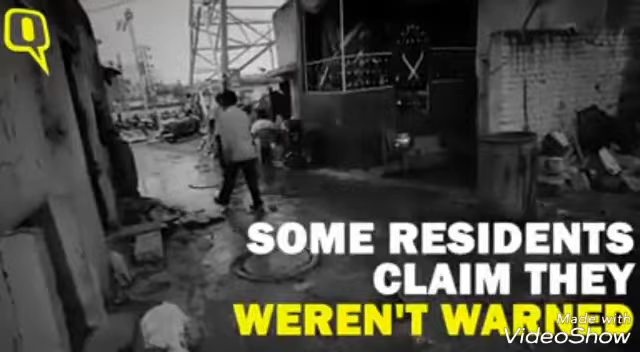 Q
SOME RESIDENTS
CLAIM THEY
WEREN'T WARNED
Made with
VideoShow